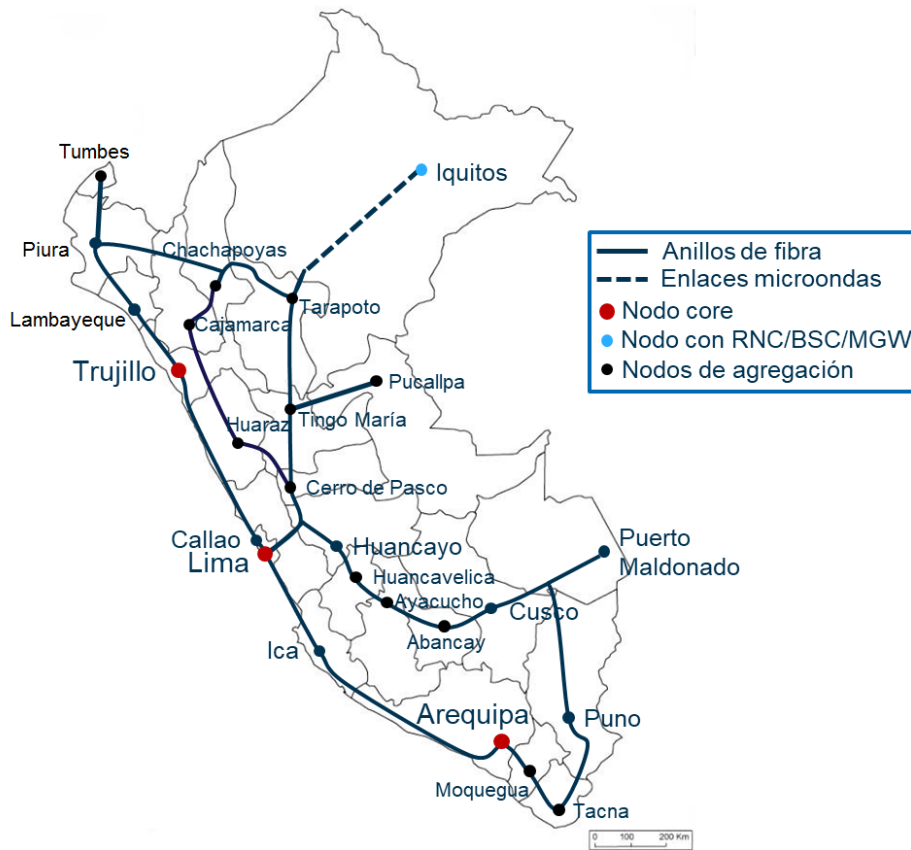 Tumbes
Iquitos
Piura
Chachapoyas
Anillos de fibra
Enlaces microondas
Nodo core
Nodo con RNC/BSC/MGW
Nodos de agregación
Lambayeque
Tarapoto
Cajamarca
Trujillo
Pucallpa
Huaraz
Tingo María
Cerro de Pasco
Callao
Lima
Huancayo
Puerto
Maldonado
Huancavelica
Ayacucho
Cusco
Abancay
Ica
Arequipa
Puno
Moquegua
Tacna
0 100 200 Km